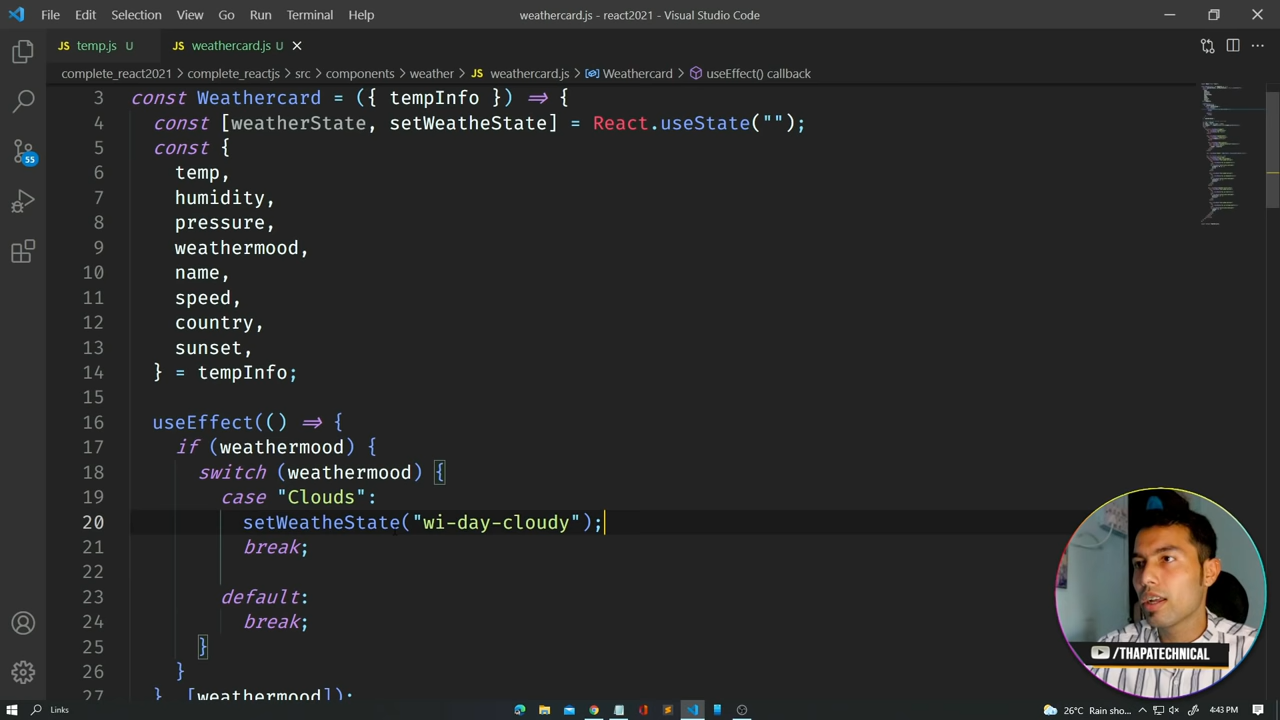 File Edit Selection View Go Run Terminal Help weathercard.js - react2021 - Visual Studio Code
JS temp.js U JS weathercard.js U
complete_react2021 > complete_reactjs > src > components > weather > JS weathercard.js > Weathercard > useEffect() callback
3 const Weathercard = ({ tempInfo }) => {
4 const [weatherState, setWeatheState] = React.useState("");
5 const {
6 temp,
7 humidity,
8 pressure,
9 weathermood,
10 name,
11 speed,
12 country,
13 sunset,
14 } = tempInfo;
15
16 useEffect(() => {
17 if (weathermood) {
18 switch (weathermood) {
19 case "Clouds":
20 setWeatheState("wi-day-cloudy");
21 break;
22
23 default:
24 break;
25 }
26 }
27 }, [weathermood]);
55
/THAPATECHNICAL
Links 26°C Rain sho... 4:43 PM